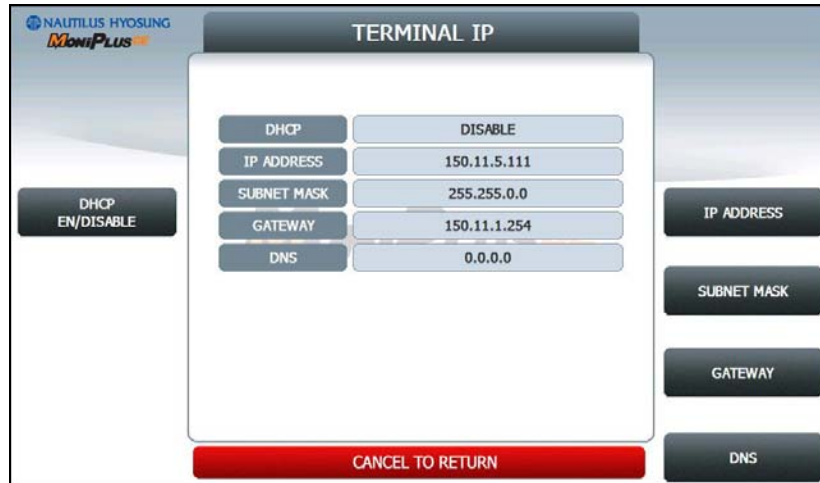 NAUTILUS HYOSUNG
MoniPlus
TERMINAL IP
DHCP DISABLE
IP ADDRESS 150.11.5.111
SUBNET MASK 255.255.0.0
GATEWAY 150.11.1.254
DNS 0.0.0.0
DHCP
EN/DISABLE
IP ADDRESS
SUBNET MASK
GATEWAY
DNS
CANCEL TO RETURN